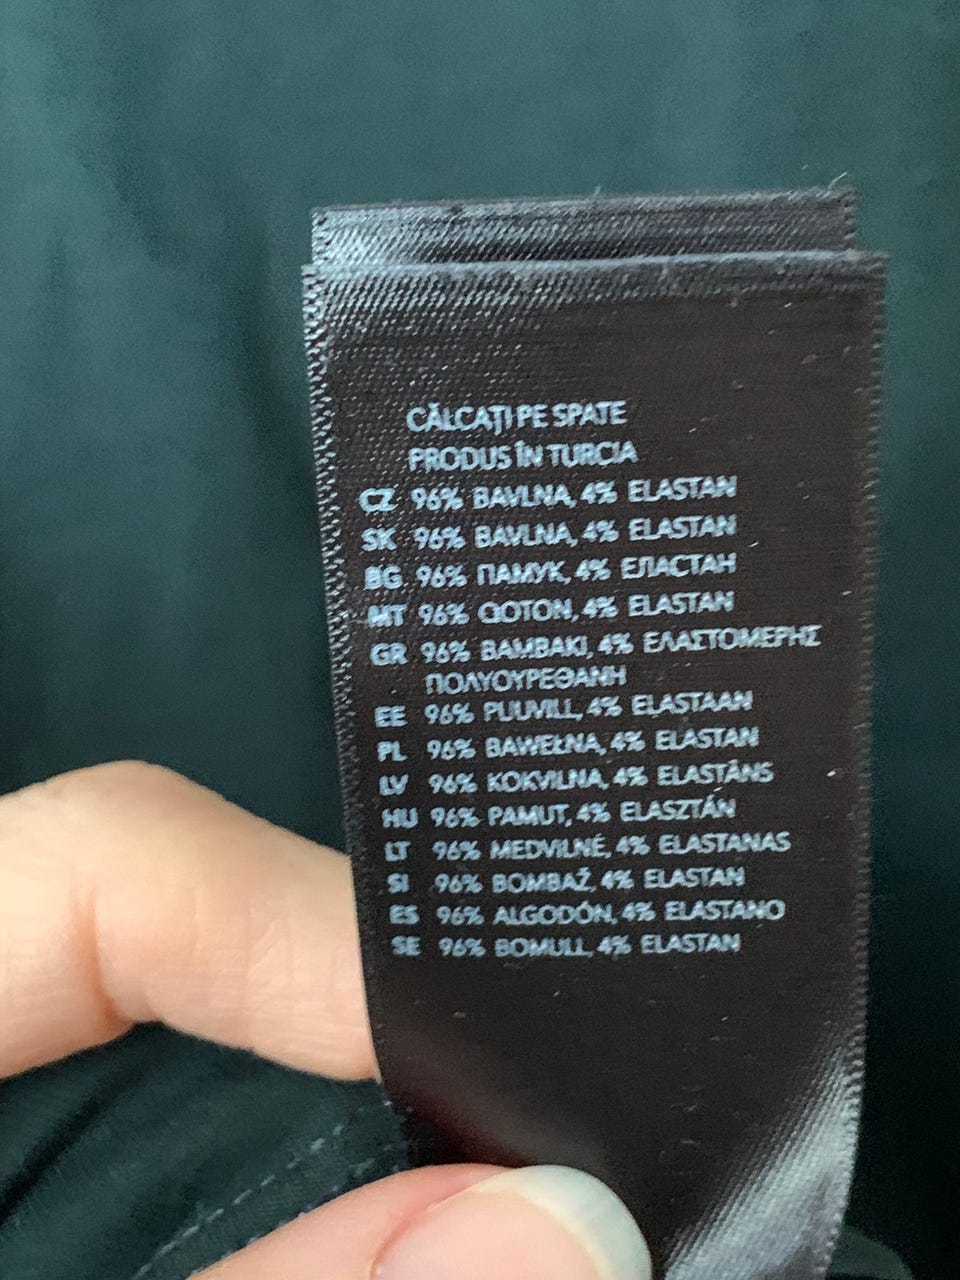 CĂLCAȚI PE SPATE
PRODUS ÎN TURCIA
CZ 96% BAVLNA, 4% ELASTAN
SK 96% BAVLNA, 4% ELASTAN
BG 96% ПАМУК, 4% ЕЛАСТАН
MT 96% QOTON, 4% ELASTAN
GR 96% ΒΑΜΒΑΚΙ, 4% ΕΛΑΣΤΟΜΕΡΗΣ
ΠΟΛΥΟΥΡΕΘΑΝΗ
EE 96% PUUVILL, 4% ELASTAAN
PL 96% BAWEŁNA, 4% ELASTAN
LV 96% KOKVILNA, 4% ELASTĀNS
HU 96% PAMUT, 4% ELASZTÁN
LT 96% MEDVILNĖ, 4% ELASTANAS
SI 96% BOMBAŽ, 4% ELASTAN
ES 96% ALGODÓN, 4% ELASTANO
SE 96% BOMULL, 4% ELASTAN